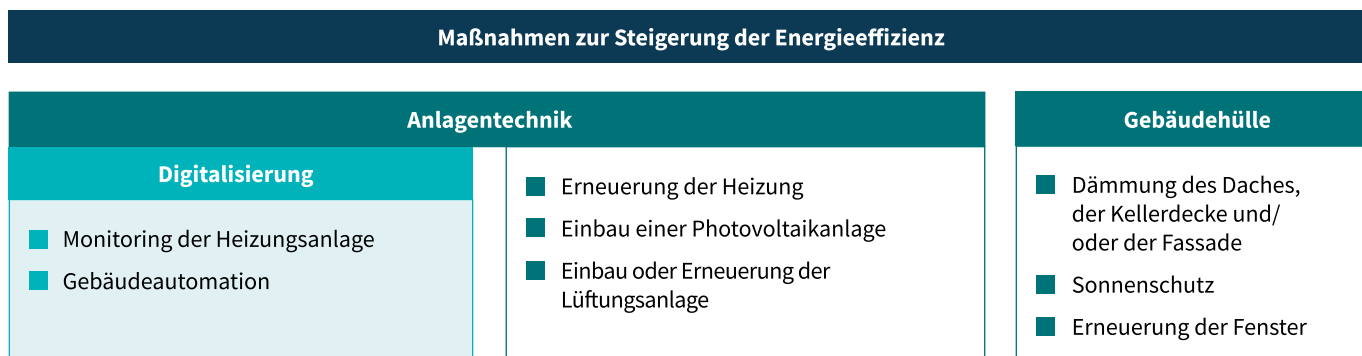 Maßnahmen zur Steigerung der Energieeffizienz
Anlagentechnik
Digitalisierung
Monitoring der Heizungsanlage
Gebäudeautomation
Erneuerung der Heizung
Einbau einer Photovoltaikanlage
Einbau oder Erneuerung der
Lüftungsanlage
Gebäudehülle
Dämmung des Daches,
der Kellerdecke und/
oder der Fassade
Sonnenschutz
Erneuerung der Fenster